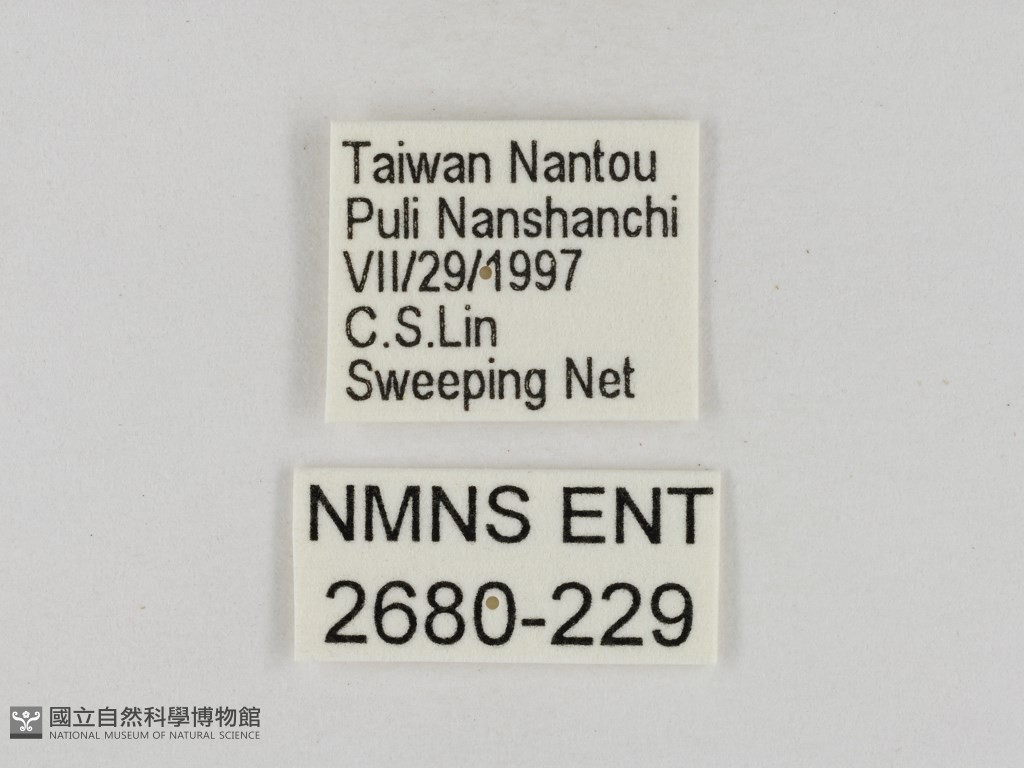 Taiwan Nantou
Puli Nanshanchi
VII/29/1997
C.S.Lin
Sweeping Net
NMNS ENT
2680-229
國立自然科學博物館
NATIONAL MUSEUM OF NATURAL SCIENCE